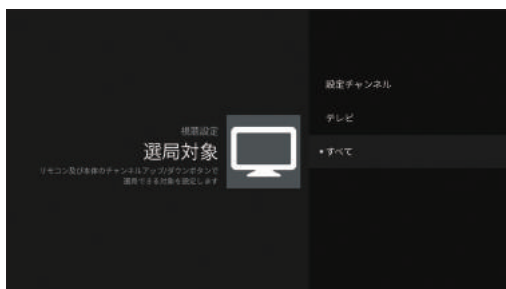 視聴設定
選局対象
リモコン及び本体のチャンネルアップ/ダウンボタンで
選局できる対象を設定します
設定チャンネル
テレビ
• すべて